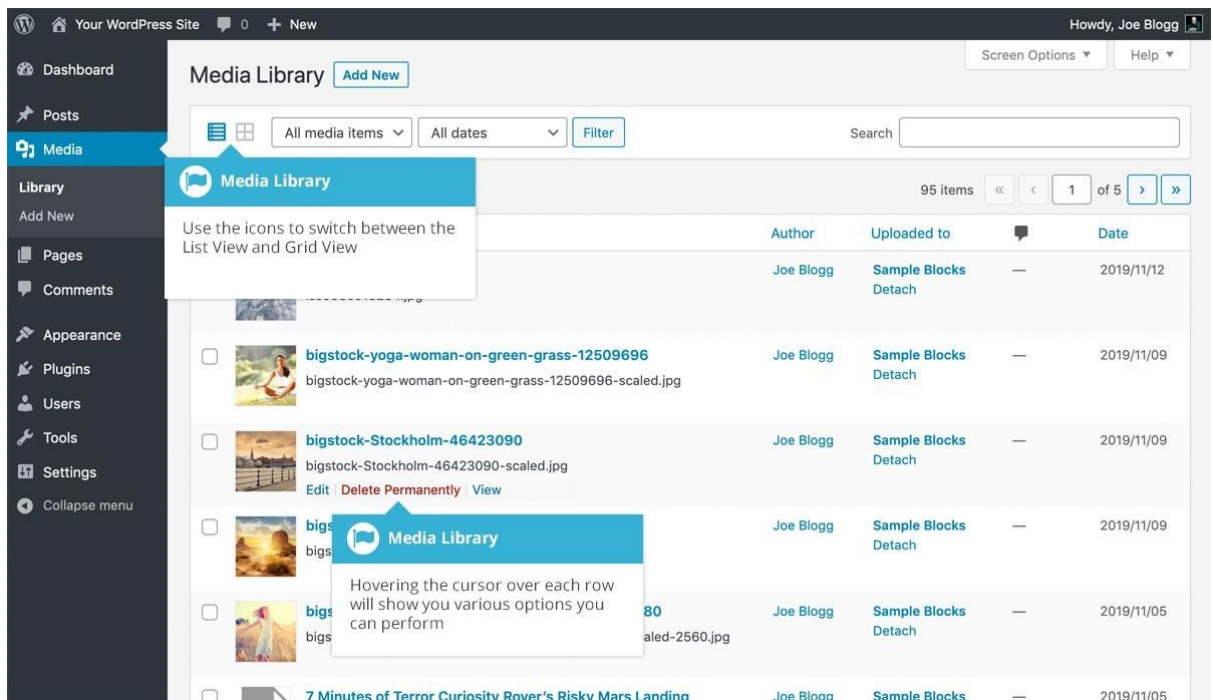 Your WordPress Site 0 + New Howdy, Joe Blogg
Screen Options Help
Dashboard
Posts
Media
Library
Add New
Pages
Comments
Appearance
Plugins
Users
Tools
Settings
Collapse menu
Media Library Add New
All media items All dates Filter Search
95 items « ‹ 1 of 5 › »
Media Library
Use the icons to switch between the
List View and Grid View
Author Uploaded to Date
Joe Blogg Sample Blocks — 2019/11/12
Detach
bigstock-yoga-woman-on-green-grass-12509696 Joe Blogg Sample Blocks — 2019/11/09
bigstock-yoga-woman-on-green-grass-12509696-scaled.jpg Detach
bigstock-Stockholm-46423090 Joe Blogg Sample Blocks — 2019/11/09
bigstock-Stockholm-46423090-scaled.jpg Detach
Edit | Delete Permanently | View
Media Library
Hovering the cursor over each row
will show you various options you
can perform
bigs Joe Blogg Sample Blocks — 2019/11/09
bigs Detach
bigs 80 Joe Blogg Sample Blocks — 2019/11/05
bigs aled-2560.jpg Detach
7 Minutes of Terror Curiosity Rover's Risky Mars Landing Joe Blogg Sample Blocks — 2019/11/05